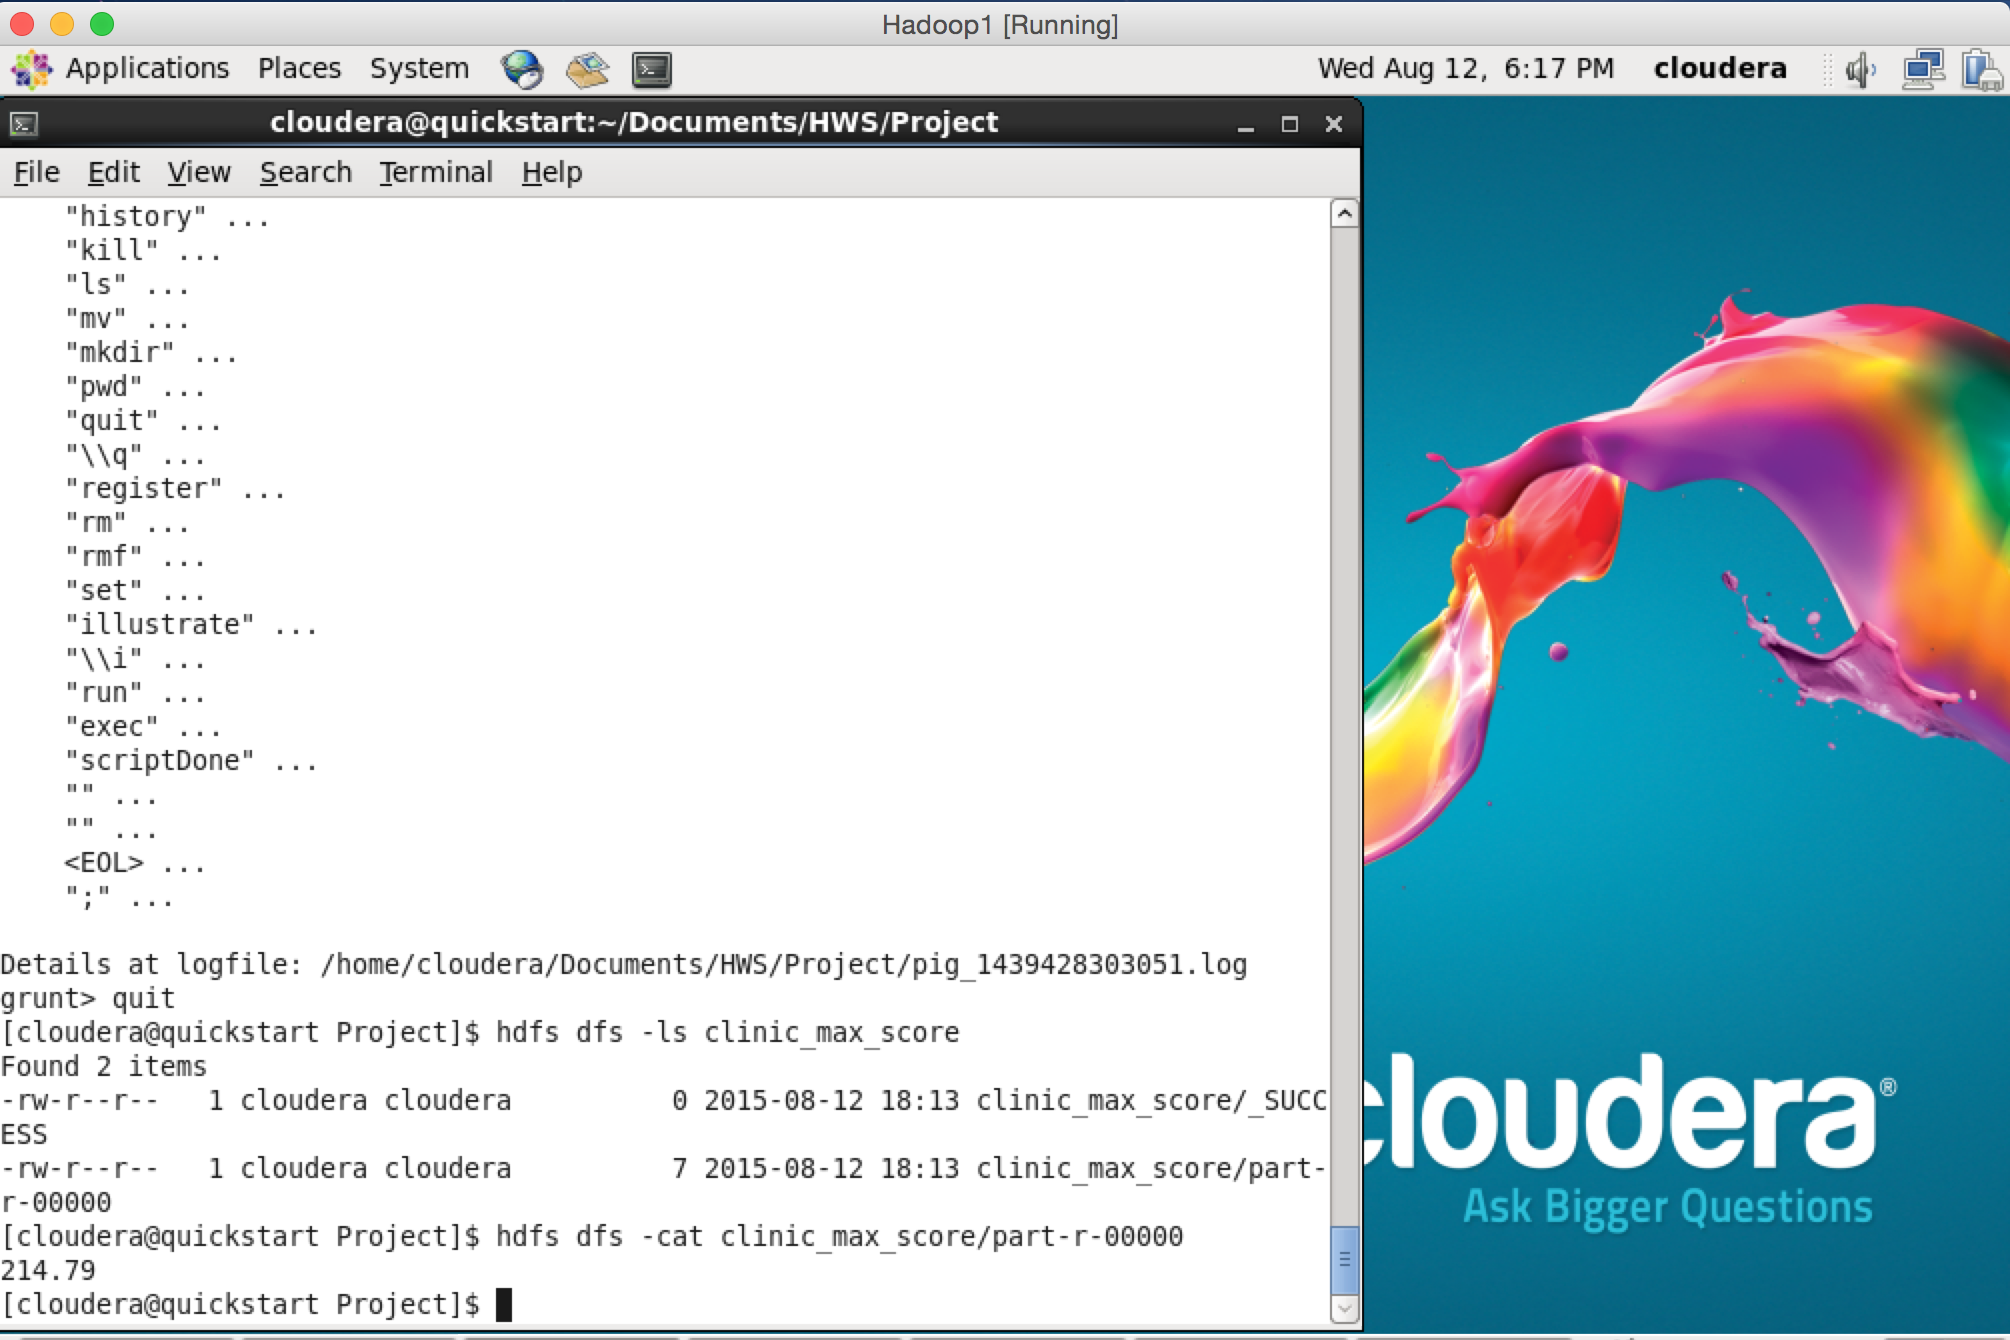 Hadoop1 [Running]
Applications Places System Wed Aug 12, 6:17 PM cloudera
cloudera@quickstart:~/Documents/HWS/Project
File Edit View Search Terminal Help
"history" ...
"kill" ...
"ls" ...
"mv" ...
"mkdir" ...
"pwd" ...
"quit" ...
"\\q" ...
"register" ...
"rm" ...
"rmf" ...
"set" ...
"illustrate" ...
"\\i" ...
"run" ...
"exec" ...
"scriptDone" ...
"" ...
"" ...
<EOL> ...
";" ...
Details at logfile: /home/cloudera/Documents/HWS/Project/pig_1439428303051.log
grunt> quit
[cloudera@quickstart Project]$ hdfs dfs -ls clinic_max_score
Found 2 items
-rw-r--r--   1 cloudera cloudera          0 2015-08-12 18:13 clinic_max_score/_SUCC
ESS
-rw-r--r--   1 cloudera cloudera          7 2015-08-12 18:13 clinic_max_score/part-
r-00000
[cloudera@quickstart Project]$ hdfs dfs -cat clinic_max_score/part-r-00000
214.79
[cloudera@quickstart Project]$
cloudera®
Ask Bigger Questions